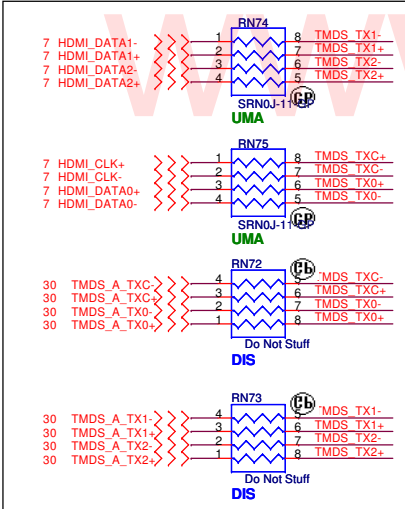 RN74
7 HDMI_DATA1- 1 8 TMDS_TX1-
7 HDMI_DATA1+ 2 7 TMDS_TX1+
7 HDMI_DATA2- 3 6 TMDS_TX2-
7 HDMI_DATA2+ 4 5 TMDS_TX2+
UMA
RN75
7 HDMI_CLK+ 1 8 TMDS_TXC+
7 HDMI_CLK- 2 7 TMDS_TXC-
7 HDMI_DATA0+ 3 6 TMDS_TX0+
7 HDMI_DATA0- 4 5 TMDS_TX0-
UMA
RN72
30 TMDS_A_TXC- 4 5 TMDS_TXC-
30 TMDS_A_TXC+ 3 6 TMDS_TXC+
30 TMDS_A_TX0- 2 7 TMDS_TX0-
30 TMDS_A_TX0+ 1 8 TMDS_TX0+
Do Not Stuff
DIS
RN73
30 TMDS_A_TX1- 4 5 TMDS_TX1-
30 TMDS_A_TX1+ 3 6 TMDS_TX1+
30 TMDS_A_TX2- 2 7 TMDS_TX2-
30 TMDS_A_TX2+ 1 8 TMDS_TX2+
Do Not Stuff
DIS